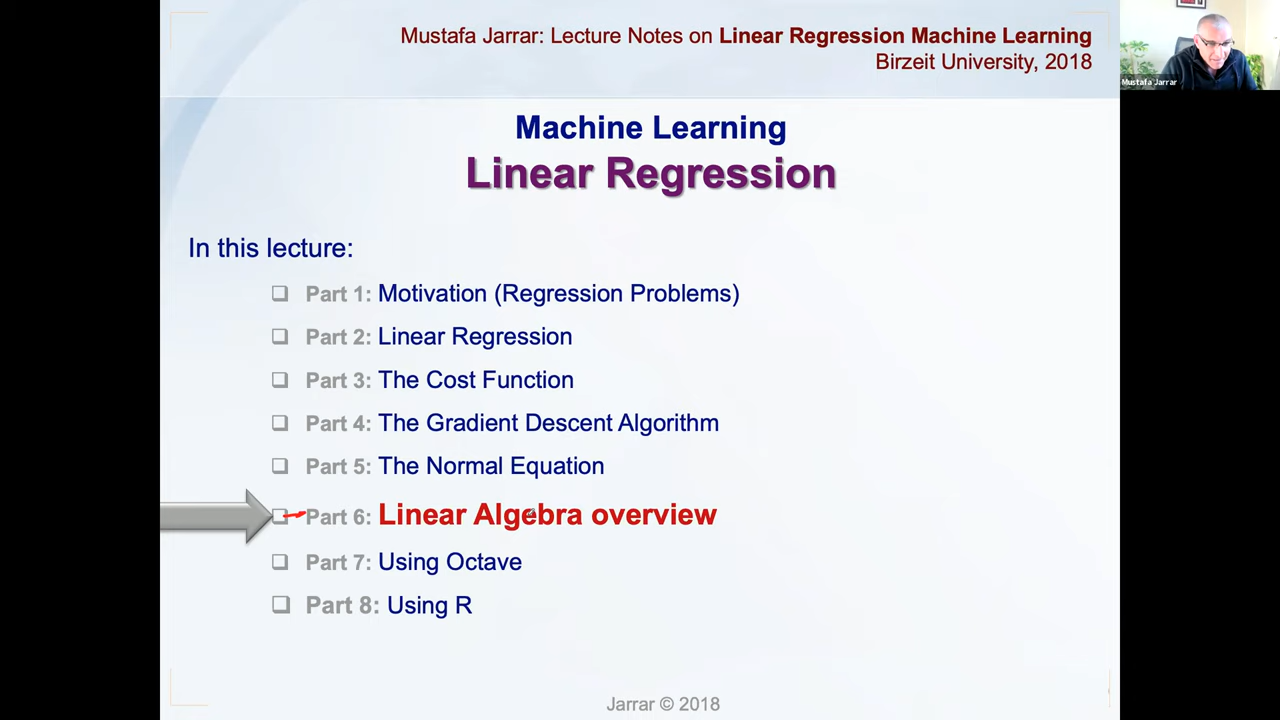 Mustafa Jarrar: Lecture Notes on Linear Regression Machine Learning
Birzeit University, 2018
Mustafa Jarrar
Machine Learning
Linear Regression
In this lecture:
Part 1: Motivation (Regression Problems)
Part 2: Linear Regression
Part 3: The Cost Function
Part 4: The Gradient Descent Algorithm
Part 5: The Normal Equation
Part 6: Linear Algebra overview
Part 7: Using Octave
Part 8: Using R
Jarrar © 2018